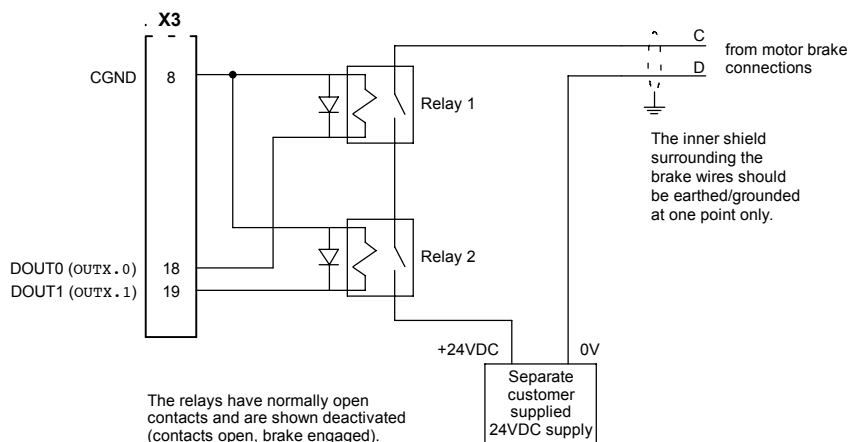 X3
CGND 8
C
D
from motor brake
connections
Relay 1
The inner shield
surrounding the
brake wires should
be earthed/grounded
at one point only.
Relay 2
DOUT0 (OUTX.0) 18
DOUT1 (OUTX.1) 19
+24VDC 0V
Separate
customer
supplied
24VDC supply
The relays have normally open
contacts and are shown deactivated
(contacts open, brake engaged).